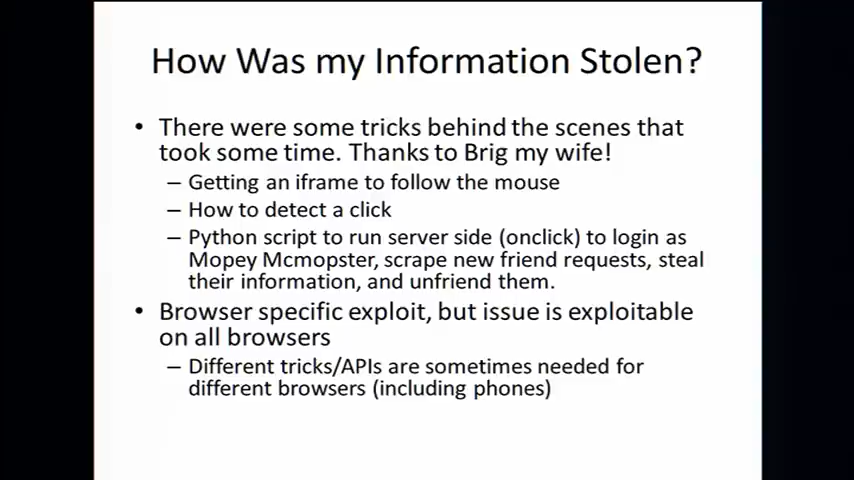 How Was my Information Stolen?
• There were some tricks behind the scenes that
took some time. Thanks to Brig my wife!
– Getting an iframe to follow the mouse
– How to detect a click
– Python script to run server side (onclick) to login as
Mopey Mcmopster, scrape new friend requests, steal
their information, and unfriend them.
• Browser specific exploit, but issue is exploitable
on all browsers
– Different tricks/APIs are sometimes needed for
different browsers (including phones)